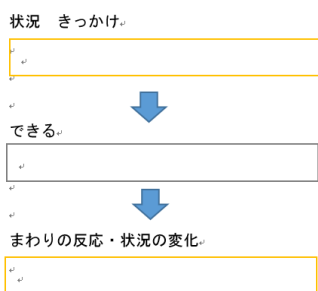 状況　きっかけ
できる
まわりの反応・状況の変化